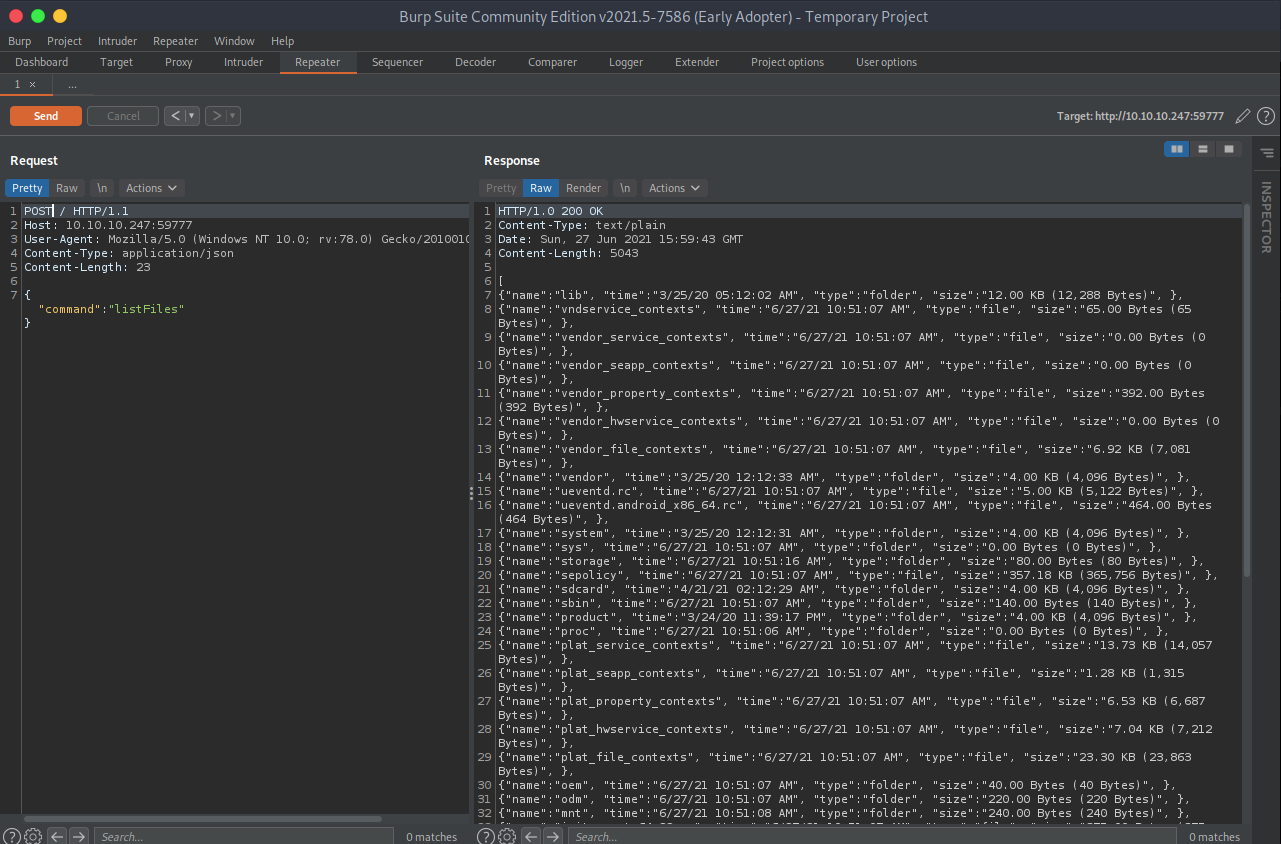 Burp Suite Community Edition v2021.5-7586 (Early Adopter) - Temporary Project
Burp Project Intruder Repeater Window Help
Dashboard Target Proxy Intruder Repeater Sequencer Decoder Comparer Logger Extender Project options User options
1 × ...
Send Cancel < > Target: http://10.10.10.247:59777 ?
Request
Pretty Raw \n Actions
1 POST / HTTP/1.1
2 Host: 10.10.10.247:59777
3 User-Agent: Mozilla/5.0 (Windows NT 10.0; rv:78.0) Gecko/2010010
4 Content-Type: application/json
5 Content-Length: 23
6
7 {
"command":"listFiles"
}
? Search... 0 matches
Response
Pretty Raw Render \n Actions
INSPECTOR
1 HTTP/1.0 200 OK
2 Content-Type: text/plain
3 Date: Sun, 27 Jun 2021 15:59:43 GMT
4 Content-Length: 5043
5
6 [
7 {"name":"lib", "time":"3/25/20 05:12:02 AM", "type":"folder", "size":"12.00 KB (12,288 Bytes)", },
8 {"name":"vndservice_contexts", "time":"6/27/21 10:51:07 AM", "type":"file", "size":"65.00 Bytes (65
Bytes)", },
9 {"name":"vendor_service_contexts", "time":"6/27/21 10:51:07 AM", "type":"file", "size":"0.00 Bytes (0
Bytes)", },
10 {"name":"vendor_seapp_contexts", "time":"6/27/21 10:51:07 AM", "type":"file", "size":"0.00 Bytes (0
Bytes)", },
11 {"name":"vendor_property_contexts", "time":"6/27/21 10:51:07 AM", "type":"file", "size":"392.00 Bytes
(392 Bytes)", },
12 {"name":"vendor_hwservice_contexts", "time":"6/27/21 10:51:07 AM", "type":"file", "size":"0.00 Bytes (0
Bytes)", },
13 {"name":"vendor_file_contexts", "time":"6/27/21 10:51:07 AM", "type":"file", "size":"6.92 KB (7,081
Bytes)", },
14 {"name":"vendor", "time":"3/25/20 12:12:33 AM", "type":"folder", "size":"4.00 KB (4,096 Bytes)", },
15 {"name":"ueventd.rc", "time":"6/27/21 10:51:07 AM", "type":"file", "size":"5.00 KB (5,122 Bytes)", },
16 {"name":"ueventd.android_x86_64.rc", "time":"6/27/21 10:51:07 AM", "type":"file", "size":"464.00 Bytes
(464 Bytes)", },
17 {"name":"system", "time":"3/25/20 12:12:31 AM", "type":"folder", "size":"4.00 KB (4,096 Bytes)", },
18 {"name":"sys", "time":"6/27/21 10:51:07 AM", "type":"folder", "size":"0.00 Bytes (0 Bytes)", },
19 {"name":"storage", "time":"6/27/21 10:51:16 AM", "type":"folder", "size":"80.00 Bytes (80 Bytes)", },
20 {"name":"sepolicy", "time":"6/27/21 10:51:07 AM", "type":"file", "size":"357.18 KB (365,756 Bytes)", },
21 {"name":"sdcard", "time":"4/21/21 02:12:29 AM", "type":"folder", "size":"4.00 KB (4,096 Bytes)", },
22 {"name":"sbin", "time":"6/27/21 10:51:07 AM", "type":"folder", "size":"140.00 Bytes (140 Bytes)", },
23 {"name":"product", "time":"3/24/20 11:39:17 PM", "type":"folder", "size":"4.00 KB (4,096 Bytes)", },
24 {"name":"proc", "time":"6/27/21 10:51:06 AM", "type":"folder", "size":"0.00 Bytes (0 Bytes)", },
25 {"name":"plat_service_contexts", "time":"6/27/21 10:51:07 AM", "type":"file", "size":"13.73 KB (14,057
Bytes)", },
26 {"name":"plat_seapp_contexts", "time":"6/27/21 10:51:07 AM", "type":"file", "size":"1.28 KB (1,315
Bytes)", },
27 {"name":"plat_property_contexts", "time":"6/27/21 10:51:07 AM", "type":"file", "size":"6.53 KB (6,687
Bytes)", },
28 {"name":"plat_hwservice_contexts", "time":"6/27/21 10:51:07 AM", "type":"file", "size":"7.04 KB (7,212
Bytes)", },
29 {"name":"plat_file_contexts", "time":"6/27/21 10:51:07 AM", "type":"file", "size":"23.30 KB (23,863
Bytes)", },
30 {"name":"oem", "time":"6/27/21 10:51:07 AM", "type":"folder", "size":"40.00 Bytes (40 Bytes)", },
31 {"name":"odm", "time":"6/27/21 10:51:07 AM", "type":"folder", "size":"220.00 Bytes (220 Bytes)", },
32 {"name":"mnt", "time":"6/27/21 10:51:08 AM", "type":"folder", "size":"240.00 Bytes (240 Bytes)", },
? Search... 0 matches